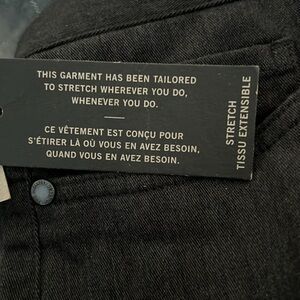 THIS GARMENT HAS BEEN TAILORED
TO STRETCH WHEREVER YOU DO,
WHENEVER YOU DO.
CE VÊTEMENT EST CONÇU POUR
S'ÉTIRER LÀ OÙ VOUS EN AVEZ BESOIN,
QUAND VOUS EN AVEZ BESOIN.
STRETCH
TISSU EXTENSIBLE